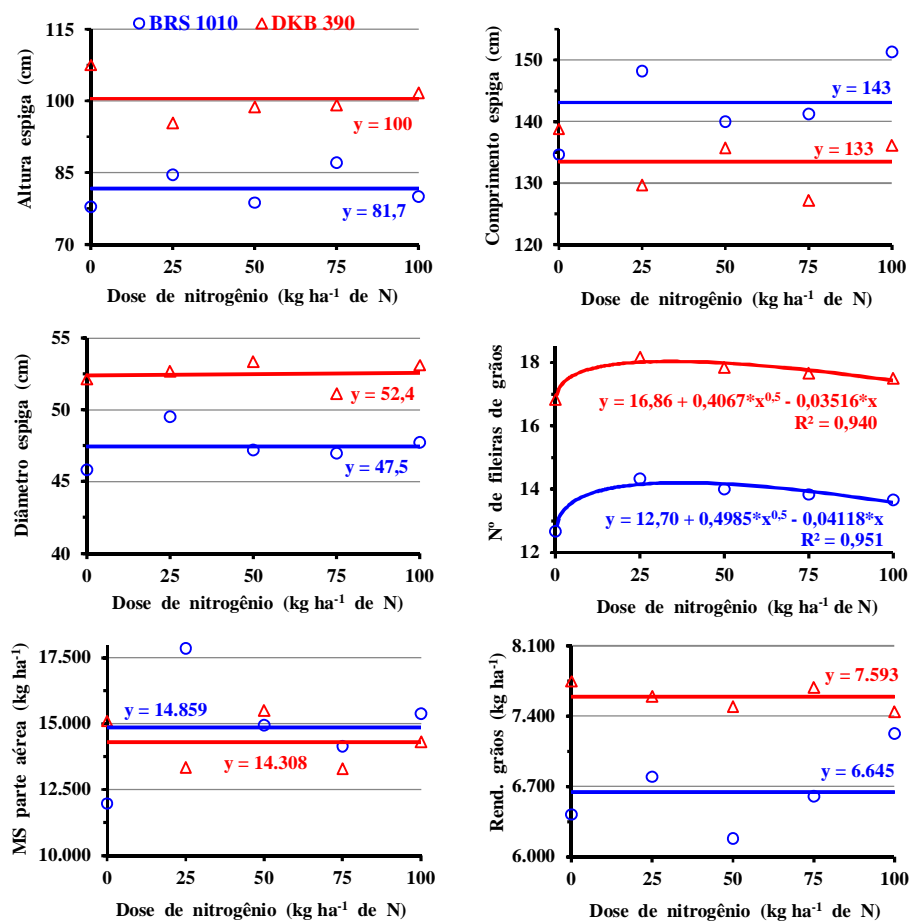 BRS 1010 DKB 390
Altura espiga (cm)
115
100
85
70
y = 100
y = 81,7
0 25 50 75 100
Dose de nitrogênio (kg ha⁻¹ de N)
Comprimento espiga (cm)
150
140
130
120
y = 143
y = 133
0 25 50 75 100
Dose de nitrogênio (kg ha⁻¹ de N)
Diâmetro espiga (cm)
55
50
45
40
y = 52,4
y = 47,5
0 25 50 75 100
Dose de nitrogênio (kg ha⁻¹ de N)
Nº de fileiras de grãos
18
16
14
12
y = 16,86 + 0,4067*x⁰,⁵ - 0,03516*x
R² = 0,940
y = 12,70 + 0,4985*x⁰,⁵ - 0,04118*x
R² = 0,951
0 25 50 75 100
Dose de nitrogênio (kg ha⁻¹ de N)
MS parte aérea (kg ha⁻¹)
17.500
15.000
12.500
10.000
y = 14.859
y = 14.308
0 25 50 75 100
Dose de nitrogênio (kg ha⁻¹ de N)
Rend. grãos (kg ha⁻¹)
8.100
7.400
6.700
6.000
y = 7.593
y = 6.645
0 25 50 75 100
Dose de nitrogênio (kg ha⁻¹ de N)